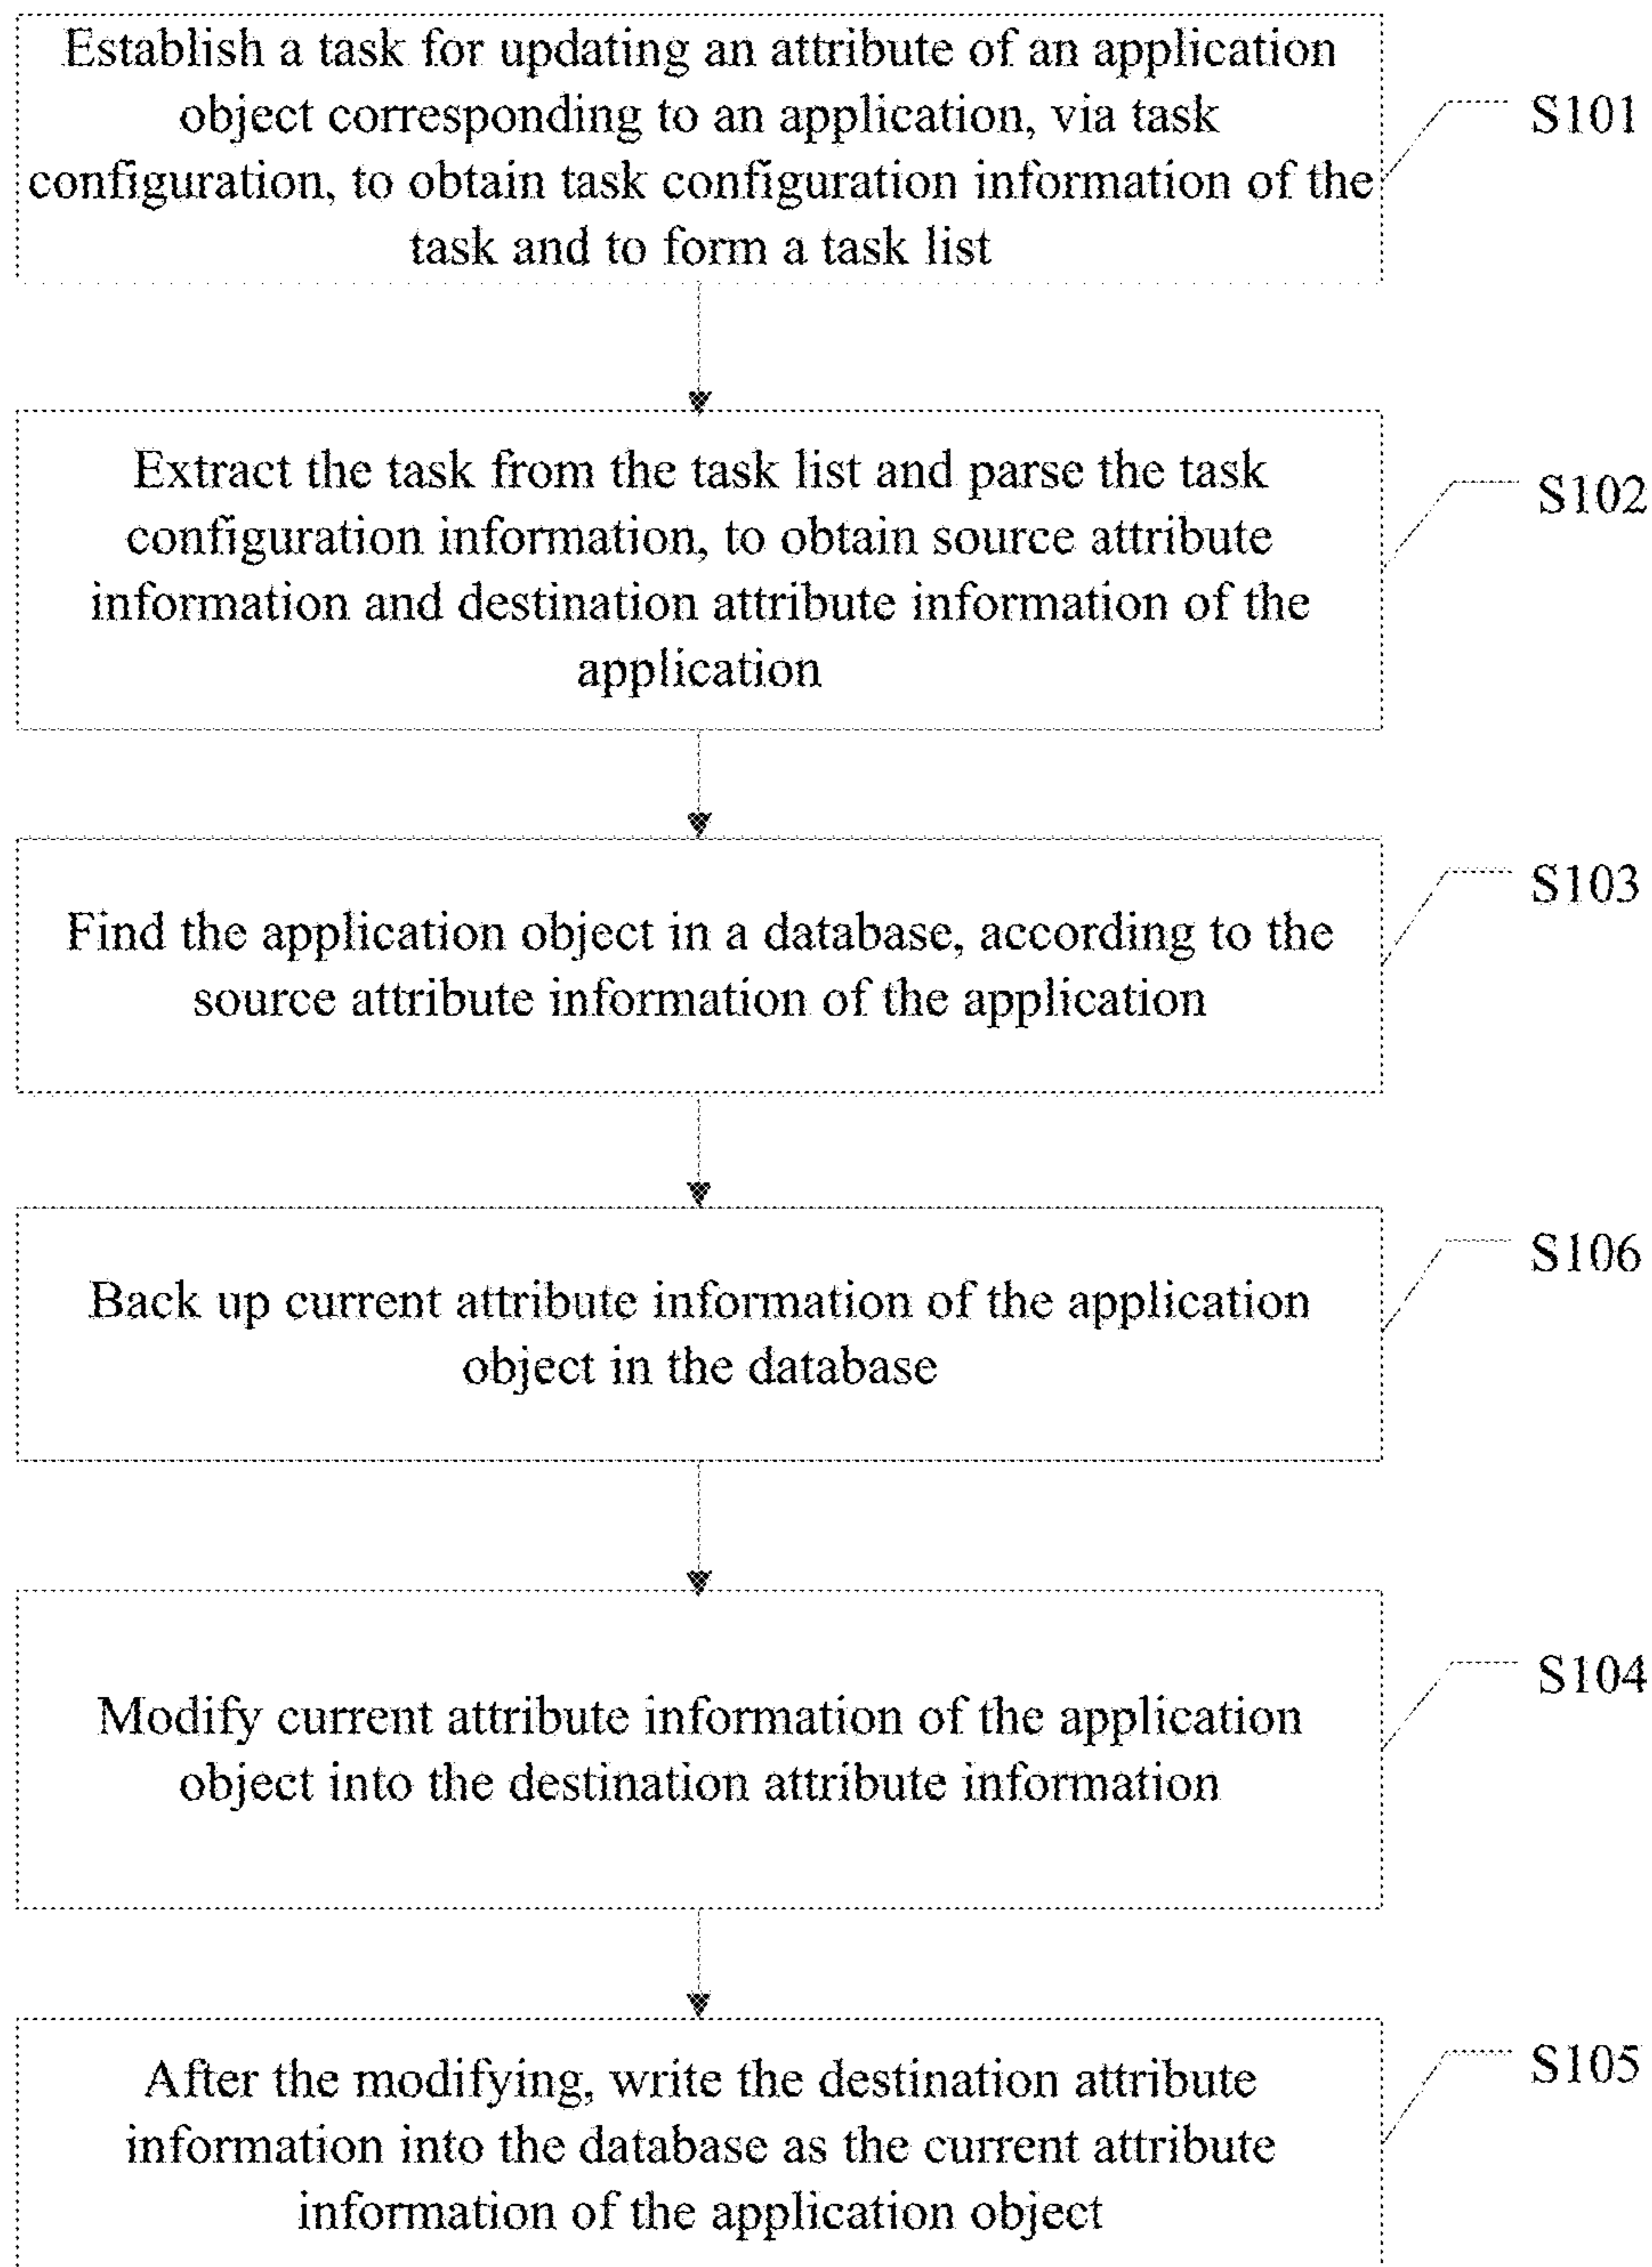 Establish a task for updating an attribute of an application
object corresponding to an application, via task
configuration, to obtain task configuration information of the
task and to form a task list
S101
Extract the task from the task list and parse the task
configuration information, to obtain source attribute
information and destination attribute information of the
application
S102
Find the application object in a database, according to the
source attribute information of the application
S103
Back up current attribute information of the application
object in the database
S106
Modify current attribute information of the application
object into the destination attribute information
S104
After the modifying, write the destination attribute
information into the database as the current attribute
information of the application object
S105